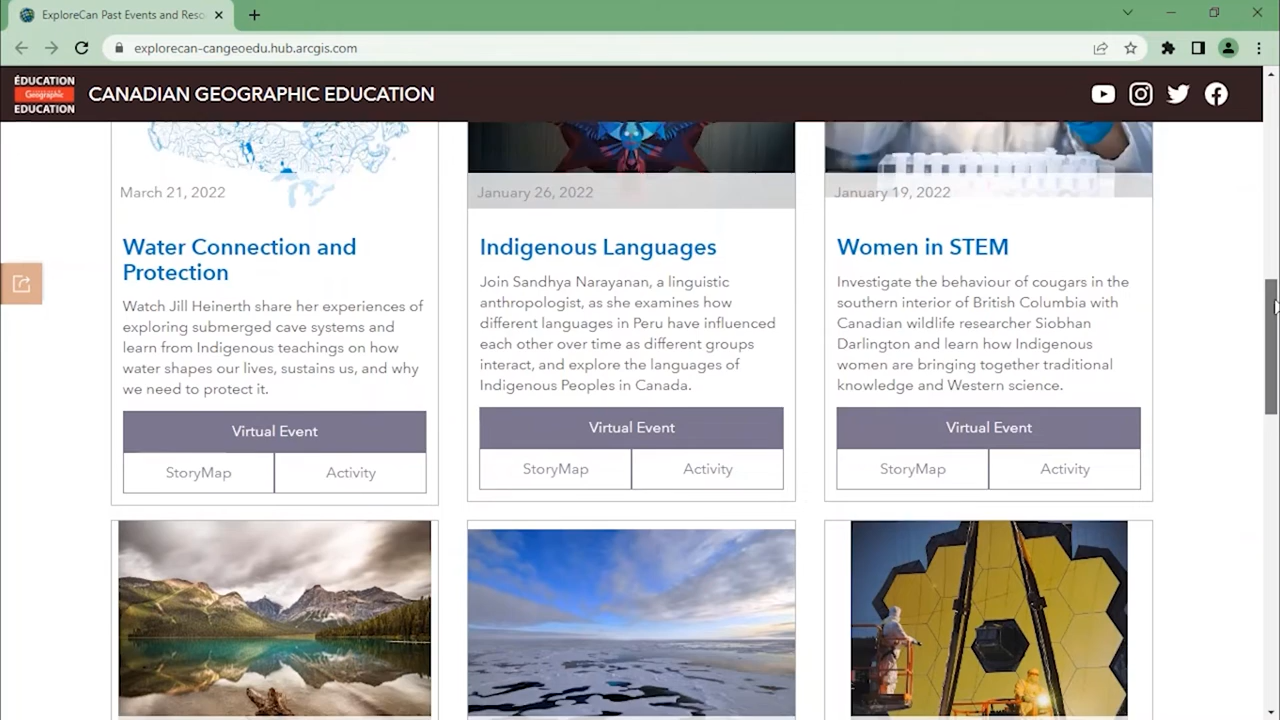 ExploreCan Past Events and Reso
explorecan-cangeoedu.hub.arcgis.com
ÉDUCATION
Geographic
EDUCATION
CANADIAN GEOGRAPHIC EDUCATION
March 21, 2022
Water Connection and
Protection
Watch Jill Heinerth share her experiences of
exploring submerged cave systems and
learn from Indigenous teachings on how
water shapes our lives, sustains us, and why
we need to protect it.
Virtual Event
StoryMap
Activity
January 26, 2022
Indigenous Languages
Join Sandhya Narayanan, a linguistic
anthropologist, as she examines how
different languages in Peru have influenced
each other over time as different groups
interact, and explore the languages of
Indigenous Peoples in Canada.
Virtual Event
StoryMap
Activity
January 19, 2022
Women in STEM
Investigate the behaviour of cougars in the
southern interior of British Columbia with
Canadian wildlife researcher Siobhan
Darlington and learn how Indigenous
women are bringing together traditional
knowledge and Western science.
Virtual Event
StoryMap
Activity